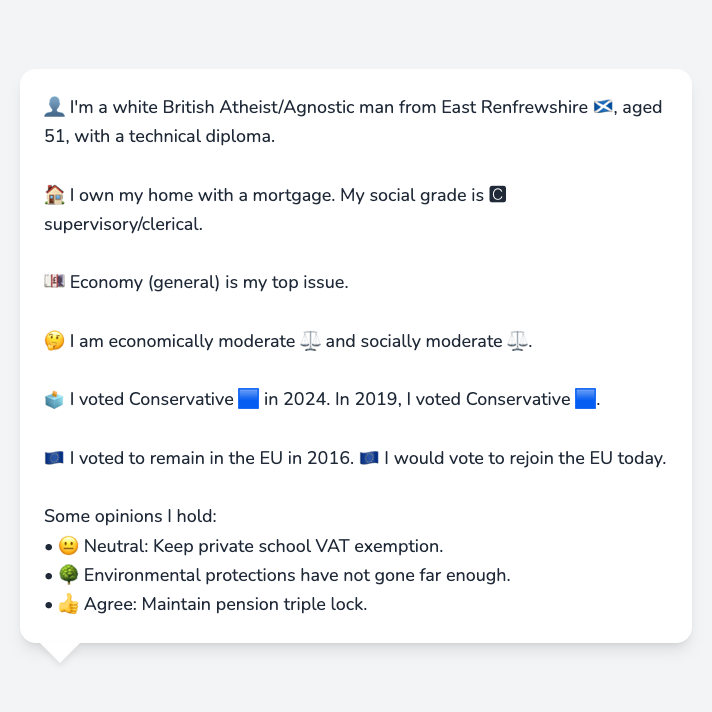 👤 I'm a white British Atheist/Agnostic man from East Renfrewshire 🏴󠁧󠁢󠁳󠁣󠁴󠁿, aged
51, with a technical diploma.
🏠 I own my home with a mortgage. My social grade is 🅲
supervisory/clerical.
💷 Economy (general) is my top issue.
🤔 I am economically moderate ⚖️ and socially moderate ⚖️.
🗳️ I voted Conservative 🟦 in 2024. In 2019, I voted Conservative 🟦.
🇪🇺 I voted to remain in the EU in 2016. 🇪🇺 I would vote to rejoin the EU today.
Some opinions I hold:
• 😐 Neutral: Keep private school VAT exemption.
• 🌳 Environmental protections have not gone far enough.
• 👍 Agree: Maintain pension triple lock.